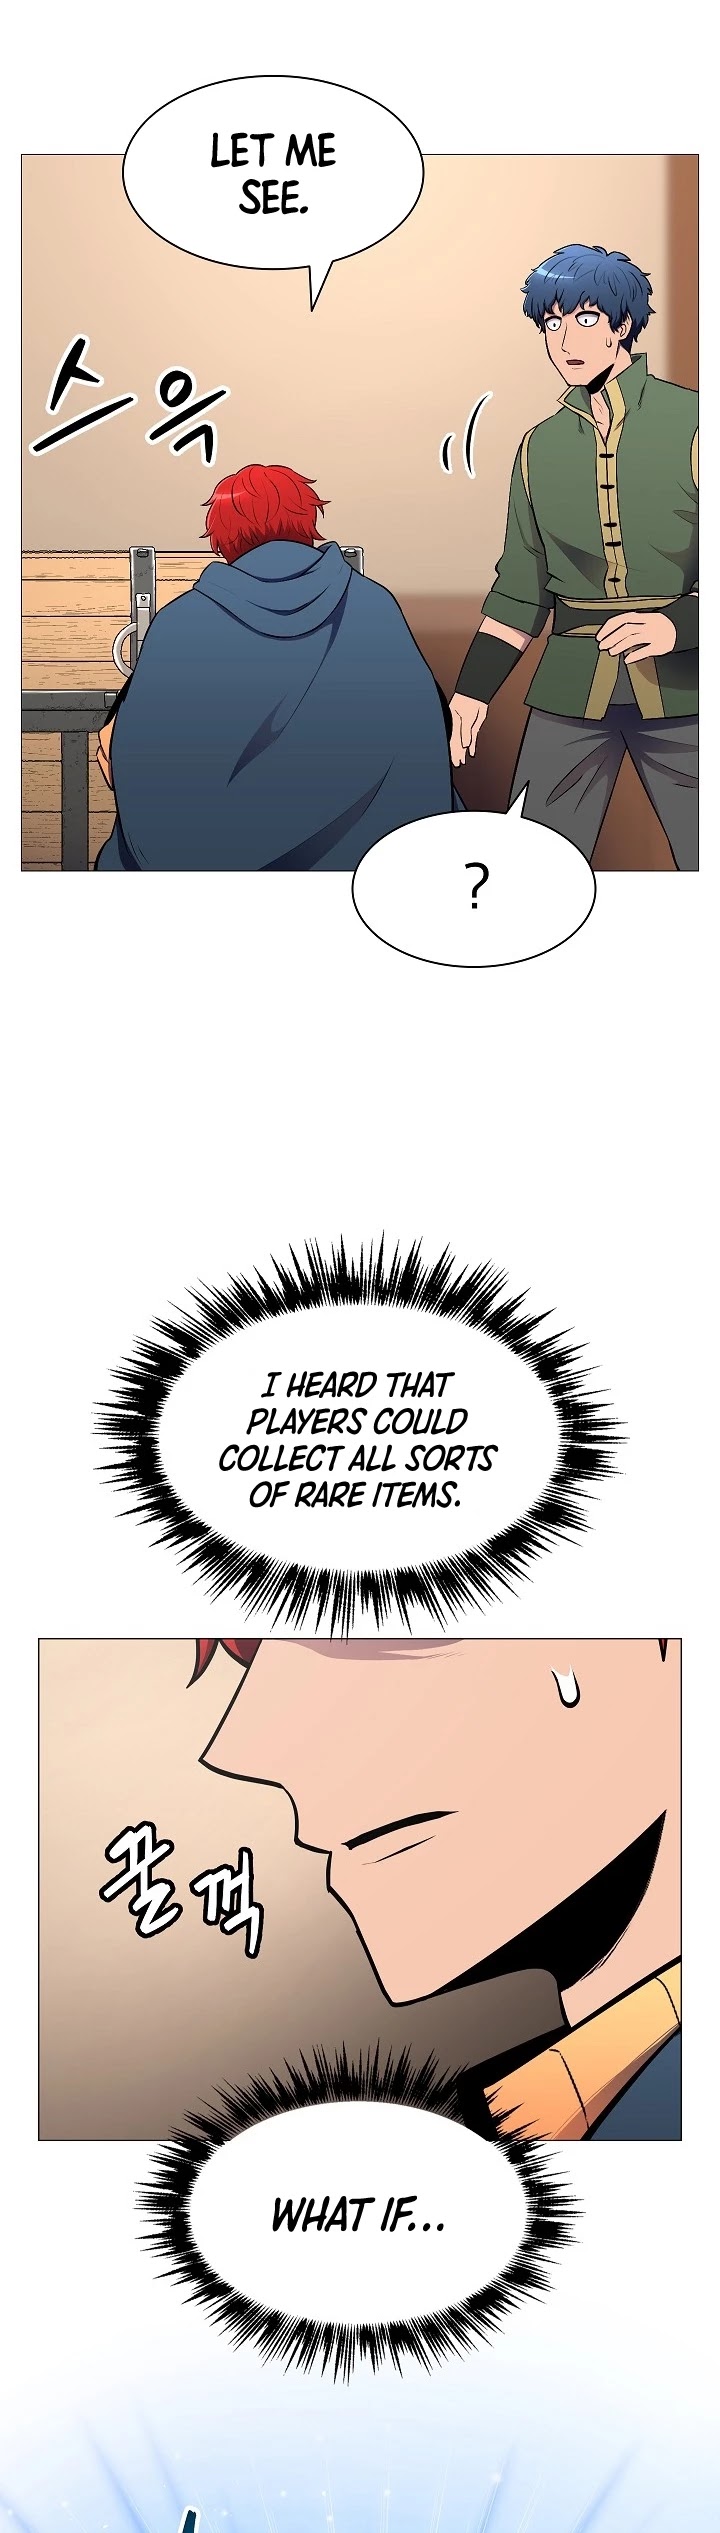 LET ME
SEE.
스윽
?
I HEARD THAT
PLAYERS COULD
COLLECT ALL SORTS
OF RARE ITEMS.
꿀꺽
WHAT IF...